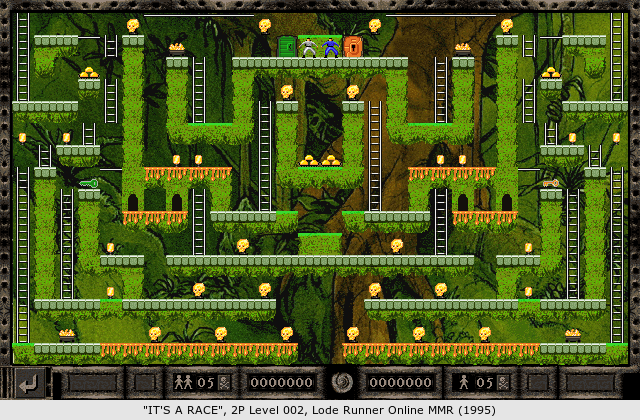 05 0000000 0000000 05
"IT'S A RACE", 2P Level 002, Lode Runner Online MMR (1995)